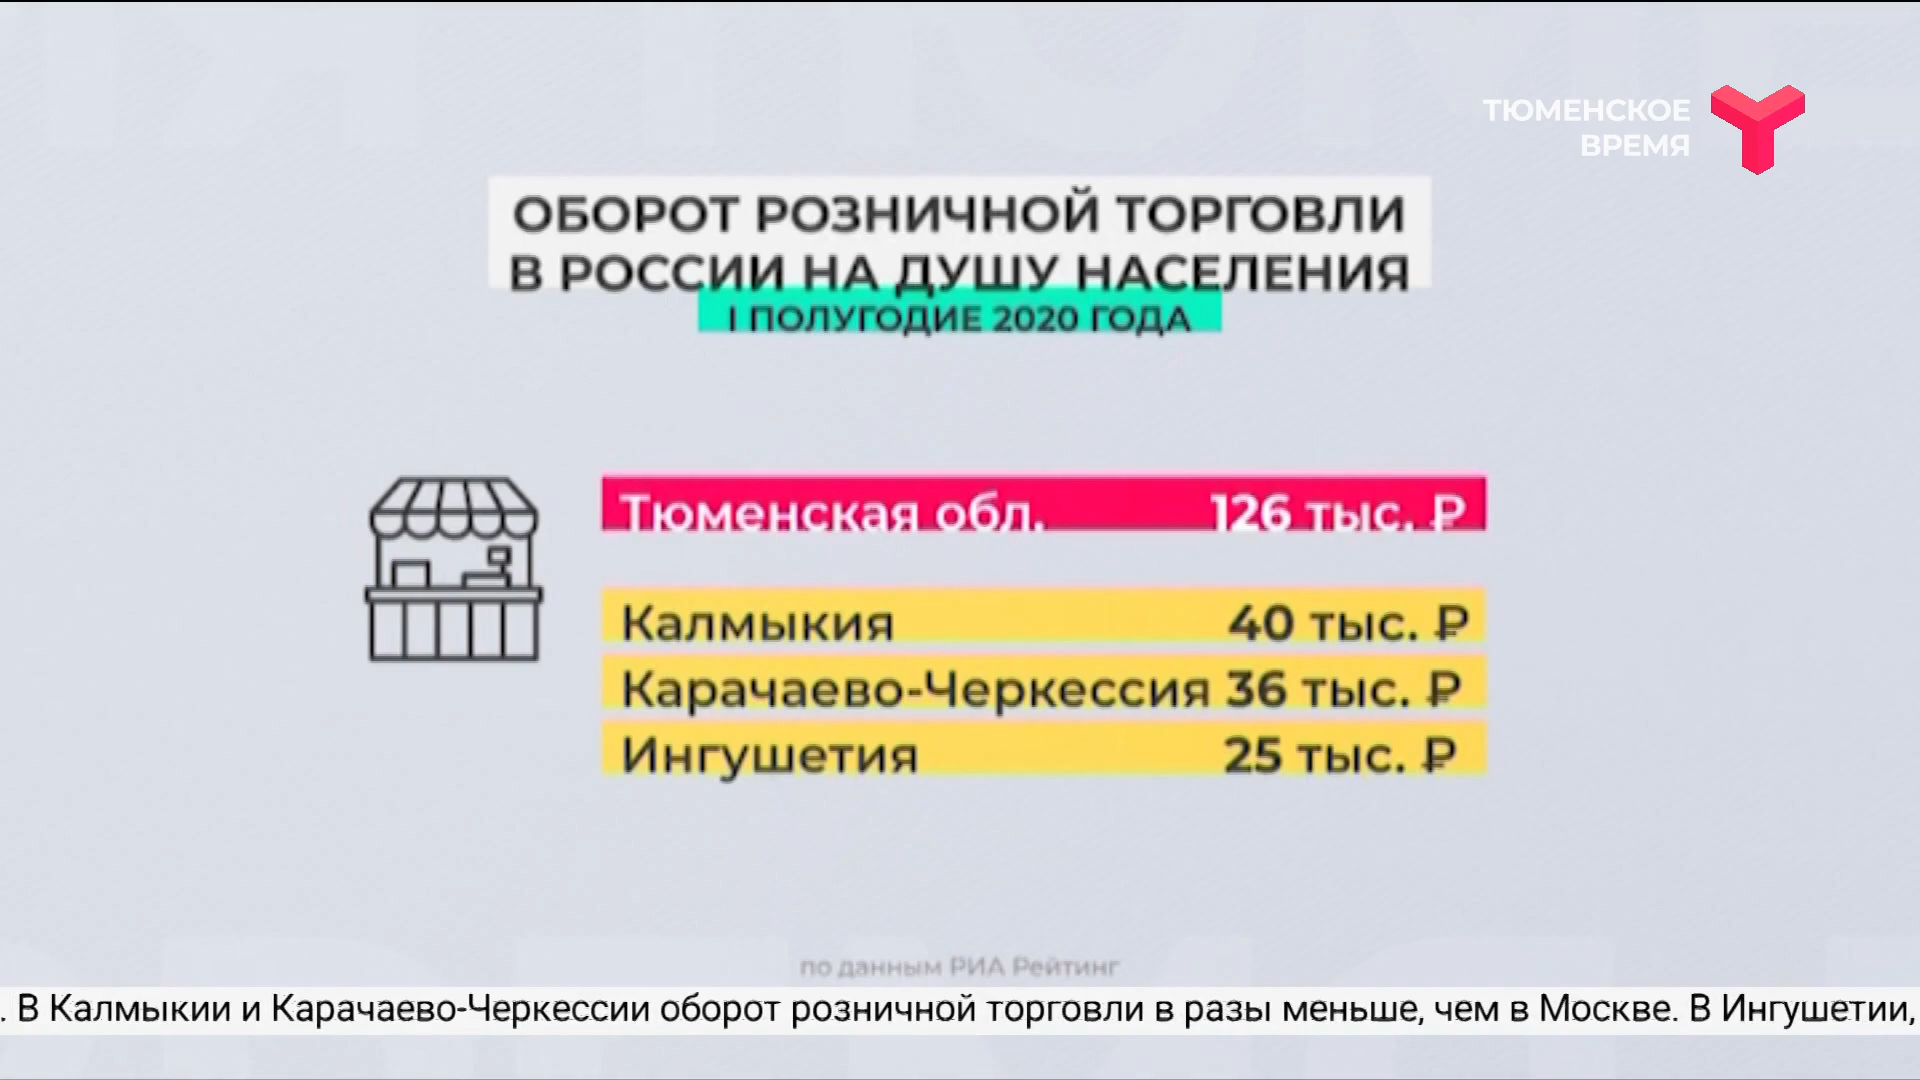 ТЮМЕНСКОЕ
ВРЕМЯ
ОБОРОТ РОЗНИЧНОЙ ТОРГОВЛИ
В РОССИИ НА ДУШУ НАСЕЛЕНИЯ
I ПОЛУГОДИЕ 2020 ГОДА
Тюменская обл. 126 тыс. ₽
Калмыкия 40 тыс. ₽
Карачаево-Черкессия 36 тыс. ₽
Ингушетия 25 тыс. ₽
по данным РИА Рейтинг
. В Калмыкии и Карачаево-Черкессии оборот розничной торговли в разы меньше, чем в Москве. В Ингушетии,